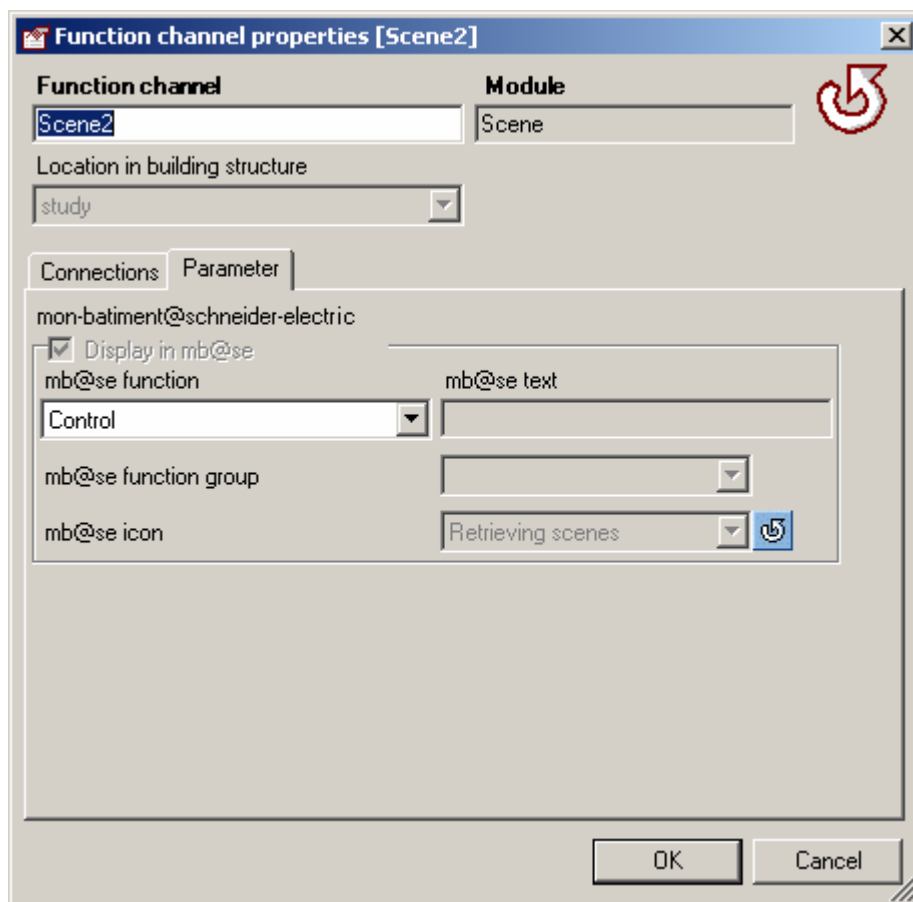 Function channel properties [Scene2]
Function channel Module
Scene2 Scene
Location in building structure
study
Connections Parameter
mon-batiment@schneider-electric
Display in mb@se
mb@se function mb@se text
Control
mb@se function group
mb@se icon Retrieving scenes
OK Cancel